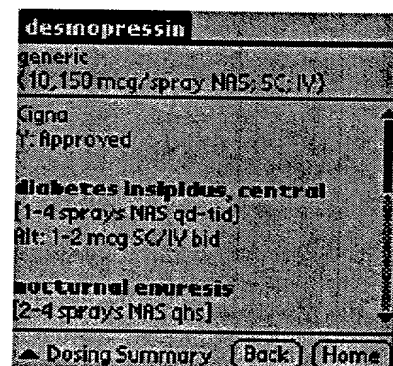 desmopressin
generic
(10,150 mcg/spray NAS; SC; IV)
Cigna
Y: Approved
diabetes insipidus, central
[1-4 sprays NAS qd-tid]
Alt: 1-2 mcg SC/IV bid
nocturnal enuresis
[2-4 sprays NAS qhs]
Dosing Summary Back Home